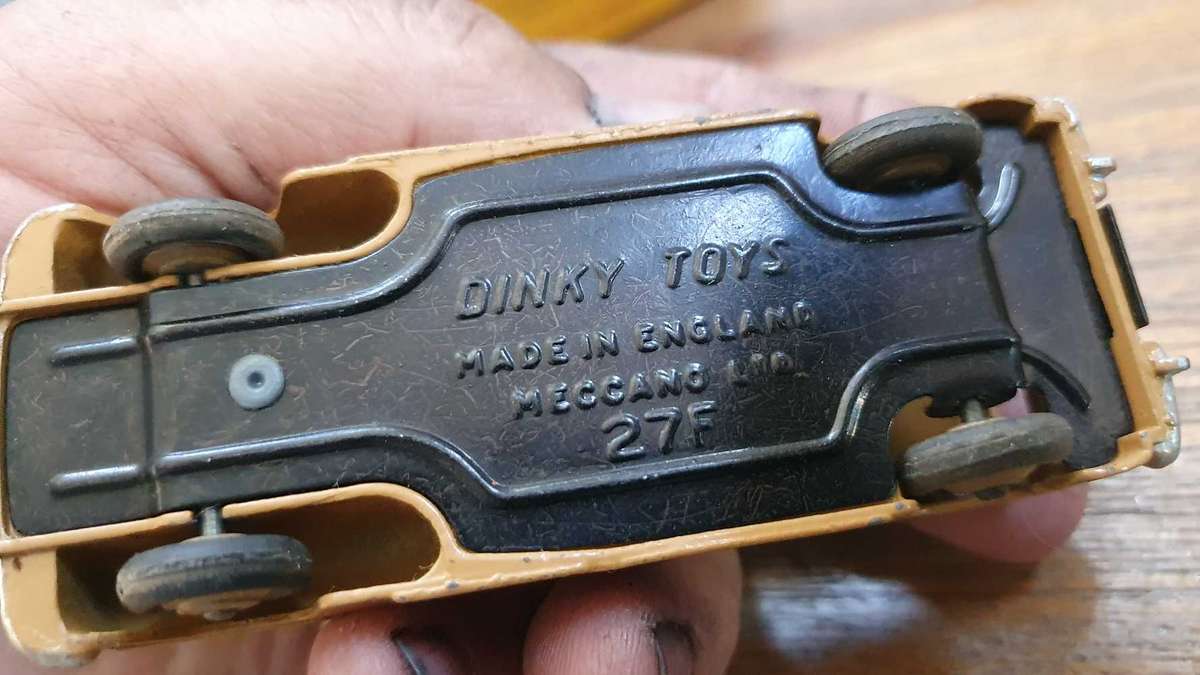 DINKY TOYS
MADE IN ENGLAND
MECCANO LTD.
27F